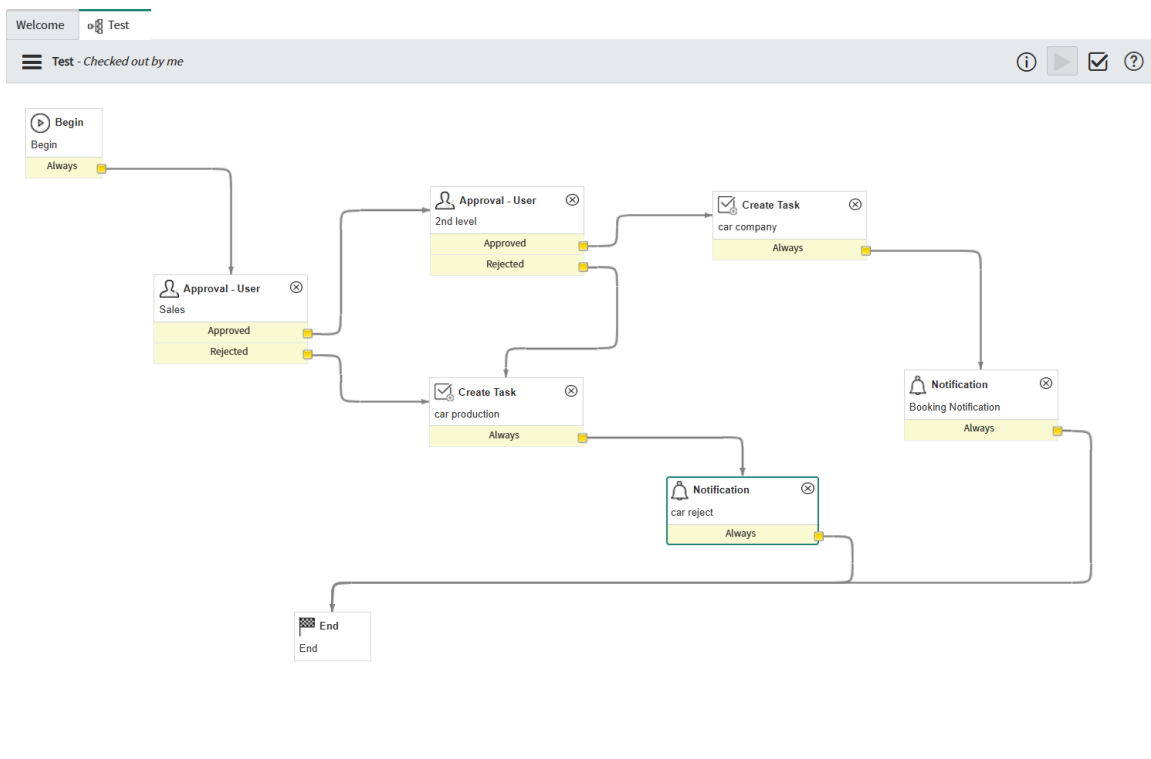 Welcome
Test
Test - Checked out by me
Begin
Begin
Always
Approval - User
2nd level
Approved
Rejected
Create Task
car company
Always
Approval - User
Sales
Approved
Rejected
Create Task
car production
Always
Notification
Booking Notification
Always
Notification
car reject
Always
End
End